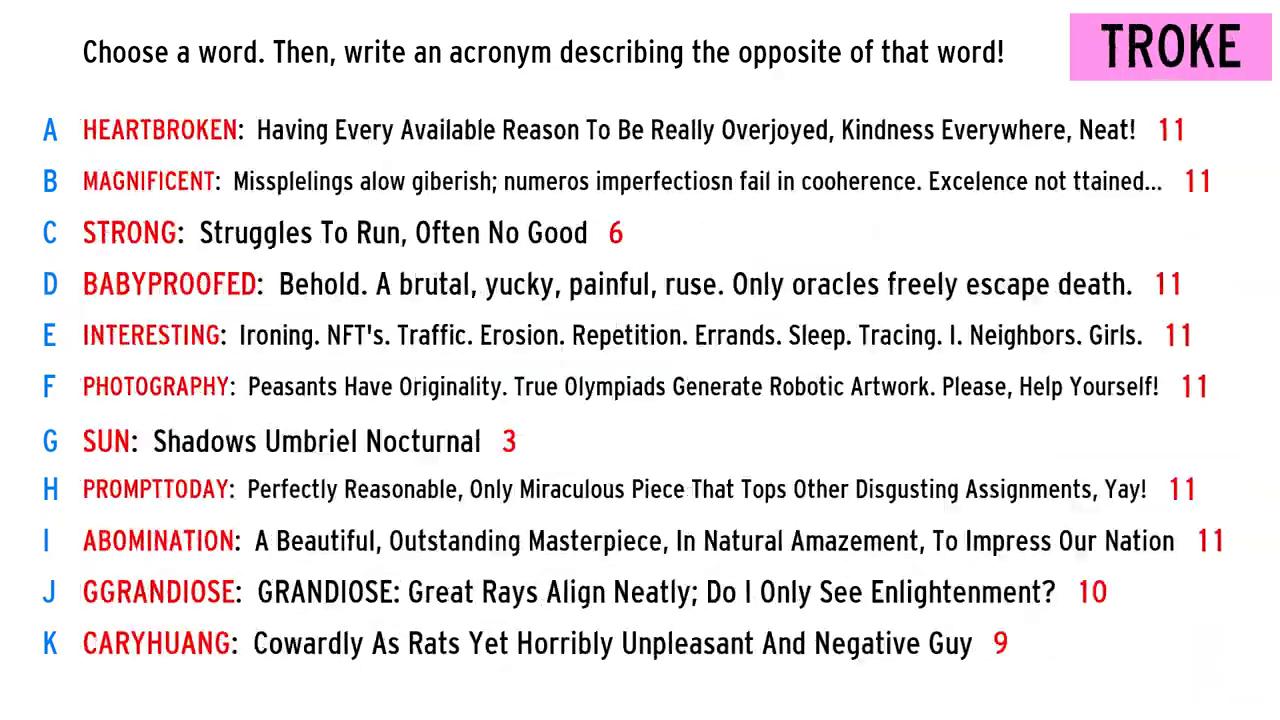 Choose a word. Then, write an acronym describing the opposite of that word!
TROKE
A HEARTBROKEN: Having Every Available Reason To Be Really Overjoyed, Kindness Everywhere, Neat! 11
B MAGNIFICENT: Missplelings alow giberish; numeros imperfectiosn fail in cooherence. Excelence not ttained... 11
C STRONG: Struggles To Run, Often No Good 6
D BABYPROOFED: Behold. A brutal, yucky, painful, ruse. Only oracles freely escape death. 11
E INTERESTING: Ironing. NFT's. Traffic. Erosion. Repetition. Errands. Sleep. Tracing. I. Neighbors. Girls. 11
F PHOTOGRAPHY: Peasants Have Originality. True Olympiads Generate Robotic Artwork. Please, Help Yourself! 11
G SUN: Shadows Umbriel Nocturnal 3
H PROMPTTODAY: Perfectly Reasonable, Only Miraculous Piece That Tops Other Disgusting Assignments, Yay! 11
I ABOMINATION: A Beautiful, Outstanding Masterpiece, In Natural Amazement, To Impress Our Nation 11
J GGRANDIOSE: GRANDIOSE: Great Rays Align Neatly; Do I Only See Enlightenment? 10
K CARYHUANG: Cowardly As Rats Yet Horribly Unpleasant And Negative Guy 9